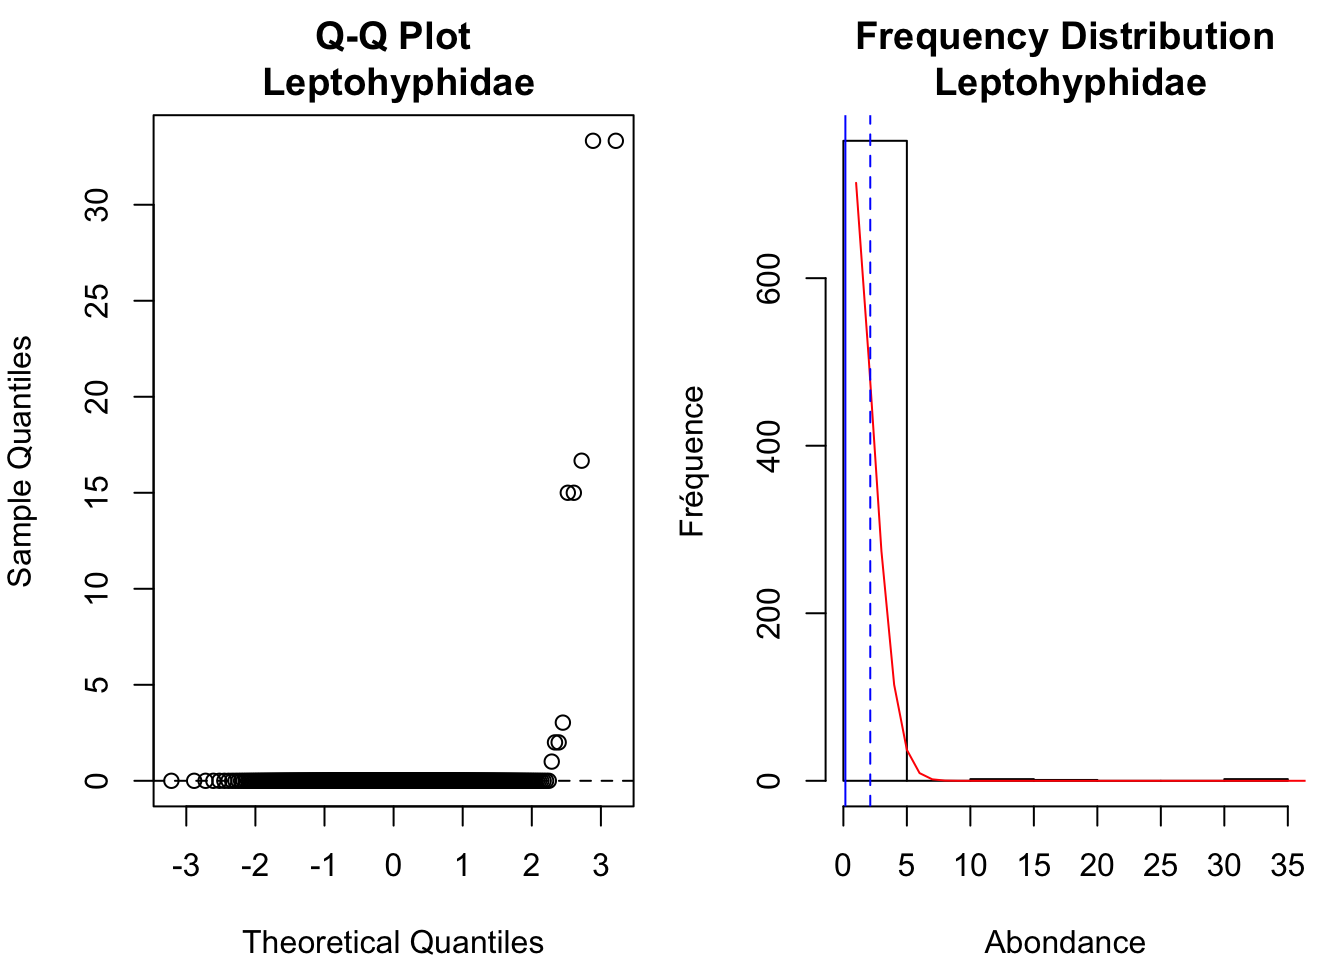 Q-Q Plot
Leptohyphidae
Sample Quantiles
30
25
20
15
10
5
0
-3 -2 -1 0 1 2 3
Theoretical Quantiles
Frequency Distribution
Leptohyphidae
Fréquence
600
400
200
0
0 5 10 15 20 25 30 35
Abondance